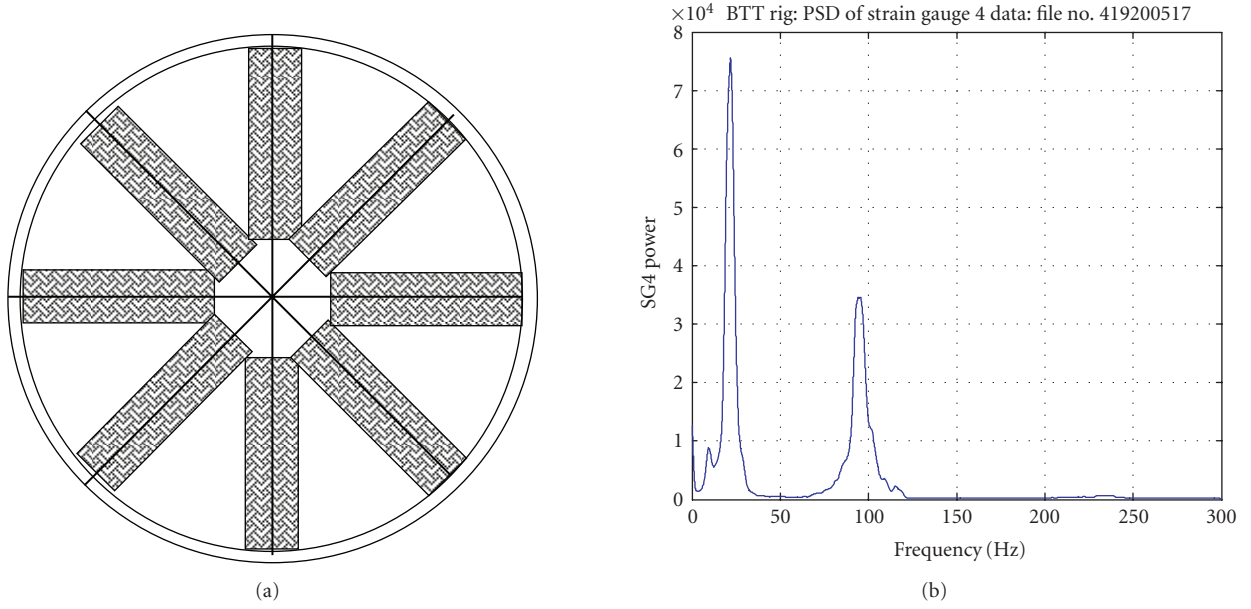 ×10⁴ BTT rig: PSD of strain gauge 4 data: file no. 419200517
8
7
6
5
4
3
2
1
0
SG4 power
0 50 100 150 200 250 300
Frequency (Hz)
(a) (b)